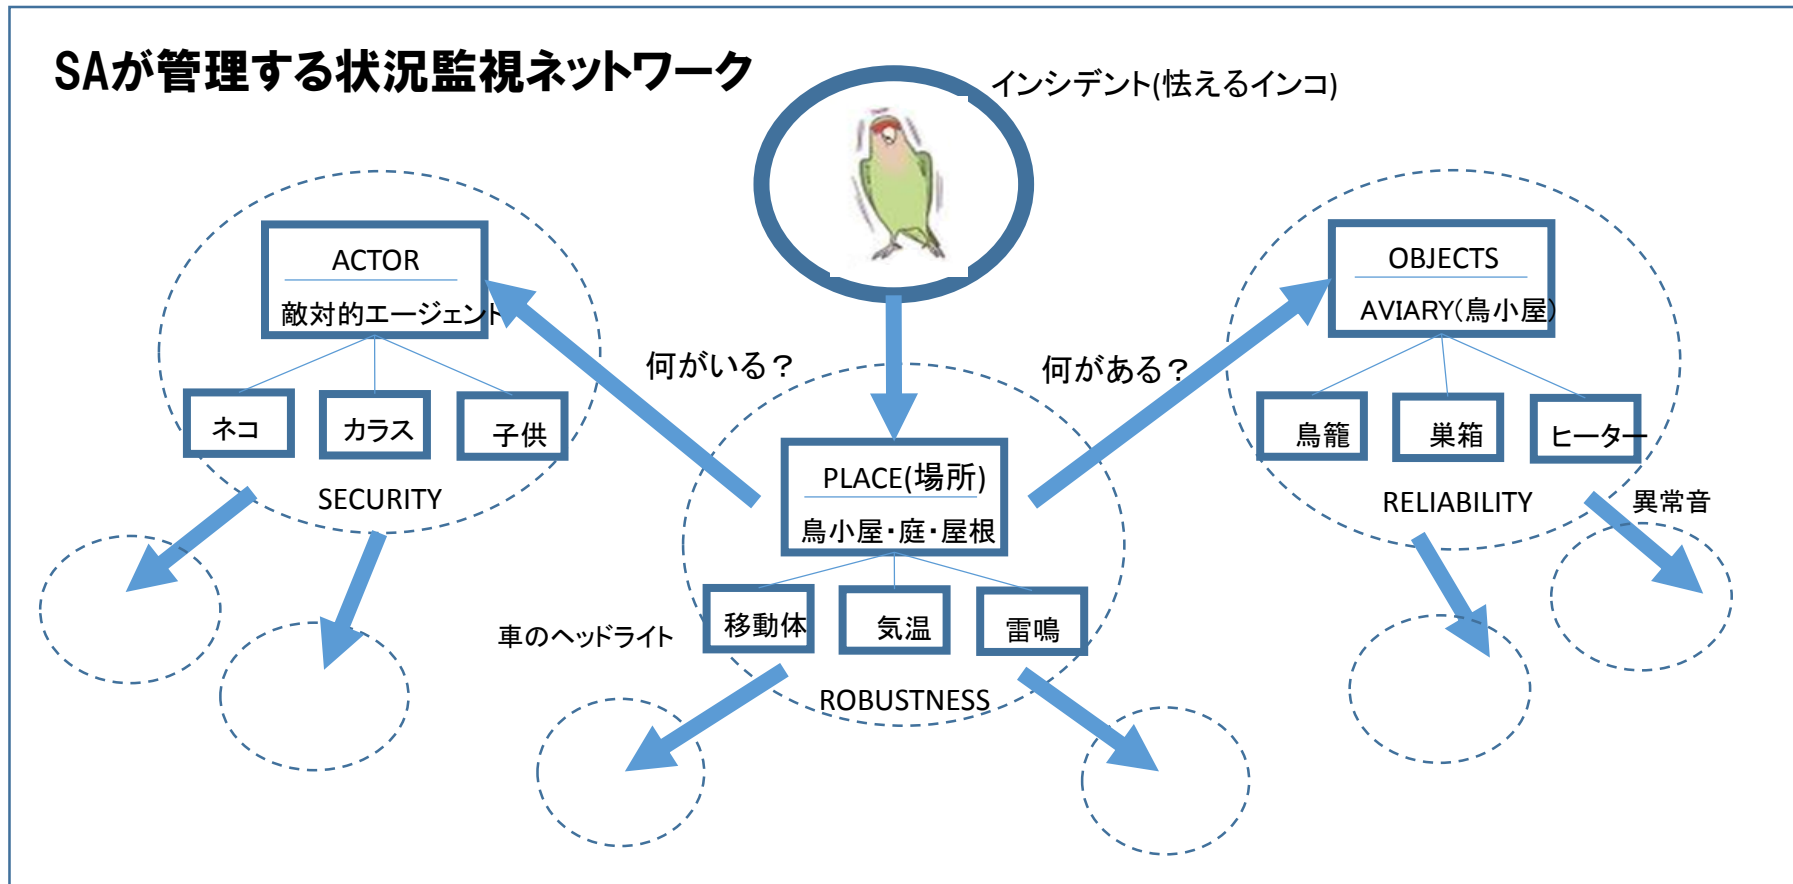 SAが管理する状況監視ネットワーク
インシデント(怯えるインコ)
ACTOR
敵対的エージェント
ネコ
カラス
子供
SECURITY
何がいる？
何がある？
OBJECTS
AVIARY(鳥小屋)
鳥籠
巣箱
ヒーター
RELIABILITY
異常音
PLACE(場所)
鳥小屋・庭・屋根
移動体
気温
雷鳴
車のヘッドライト
ROBUSTNESS